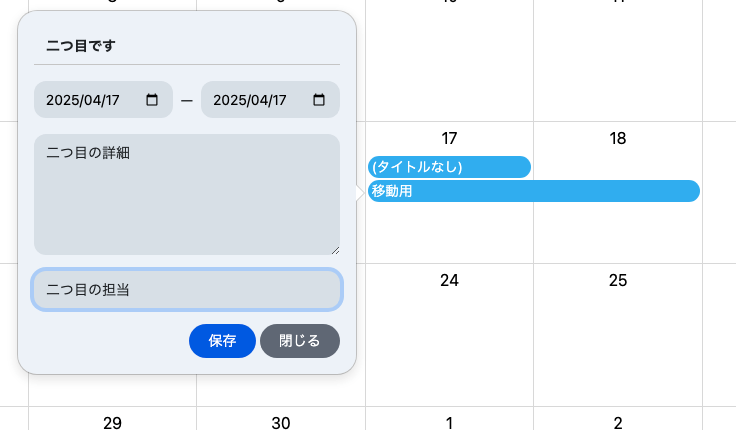 二つ目です
2025/04/17 — 2025/04/17
二つ目の詳細
二つ目の担当
保存 閉じる
17 18
(タイトルなし)
移動用
24 25
29 30 1 2